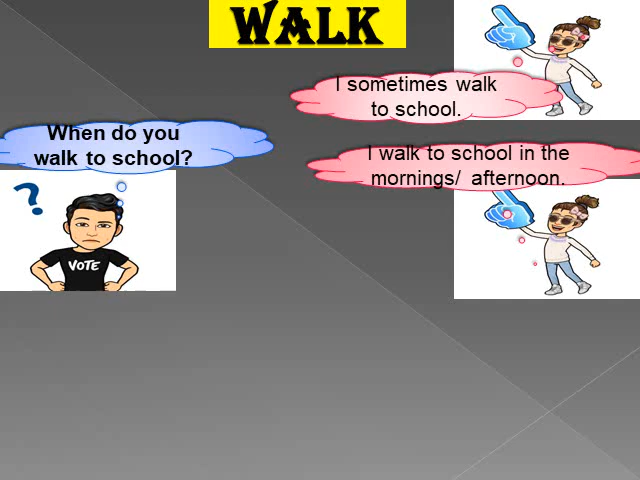 WALK
I sometimes walk
to school.
When do you
walk to school?
I walk to school in the
mornings/ afternoon.
?
VOTE